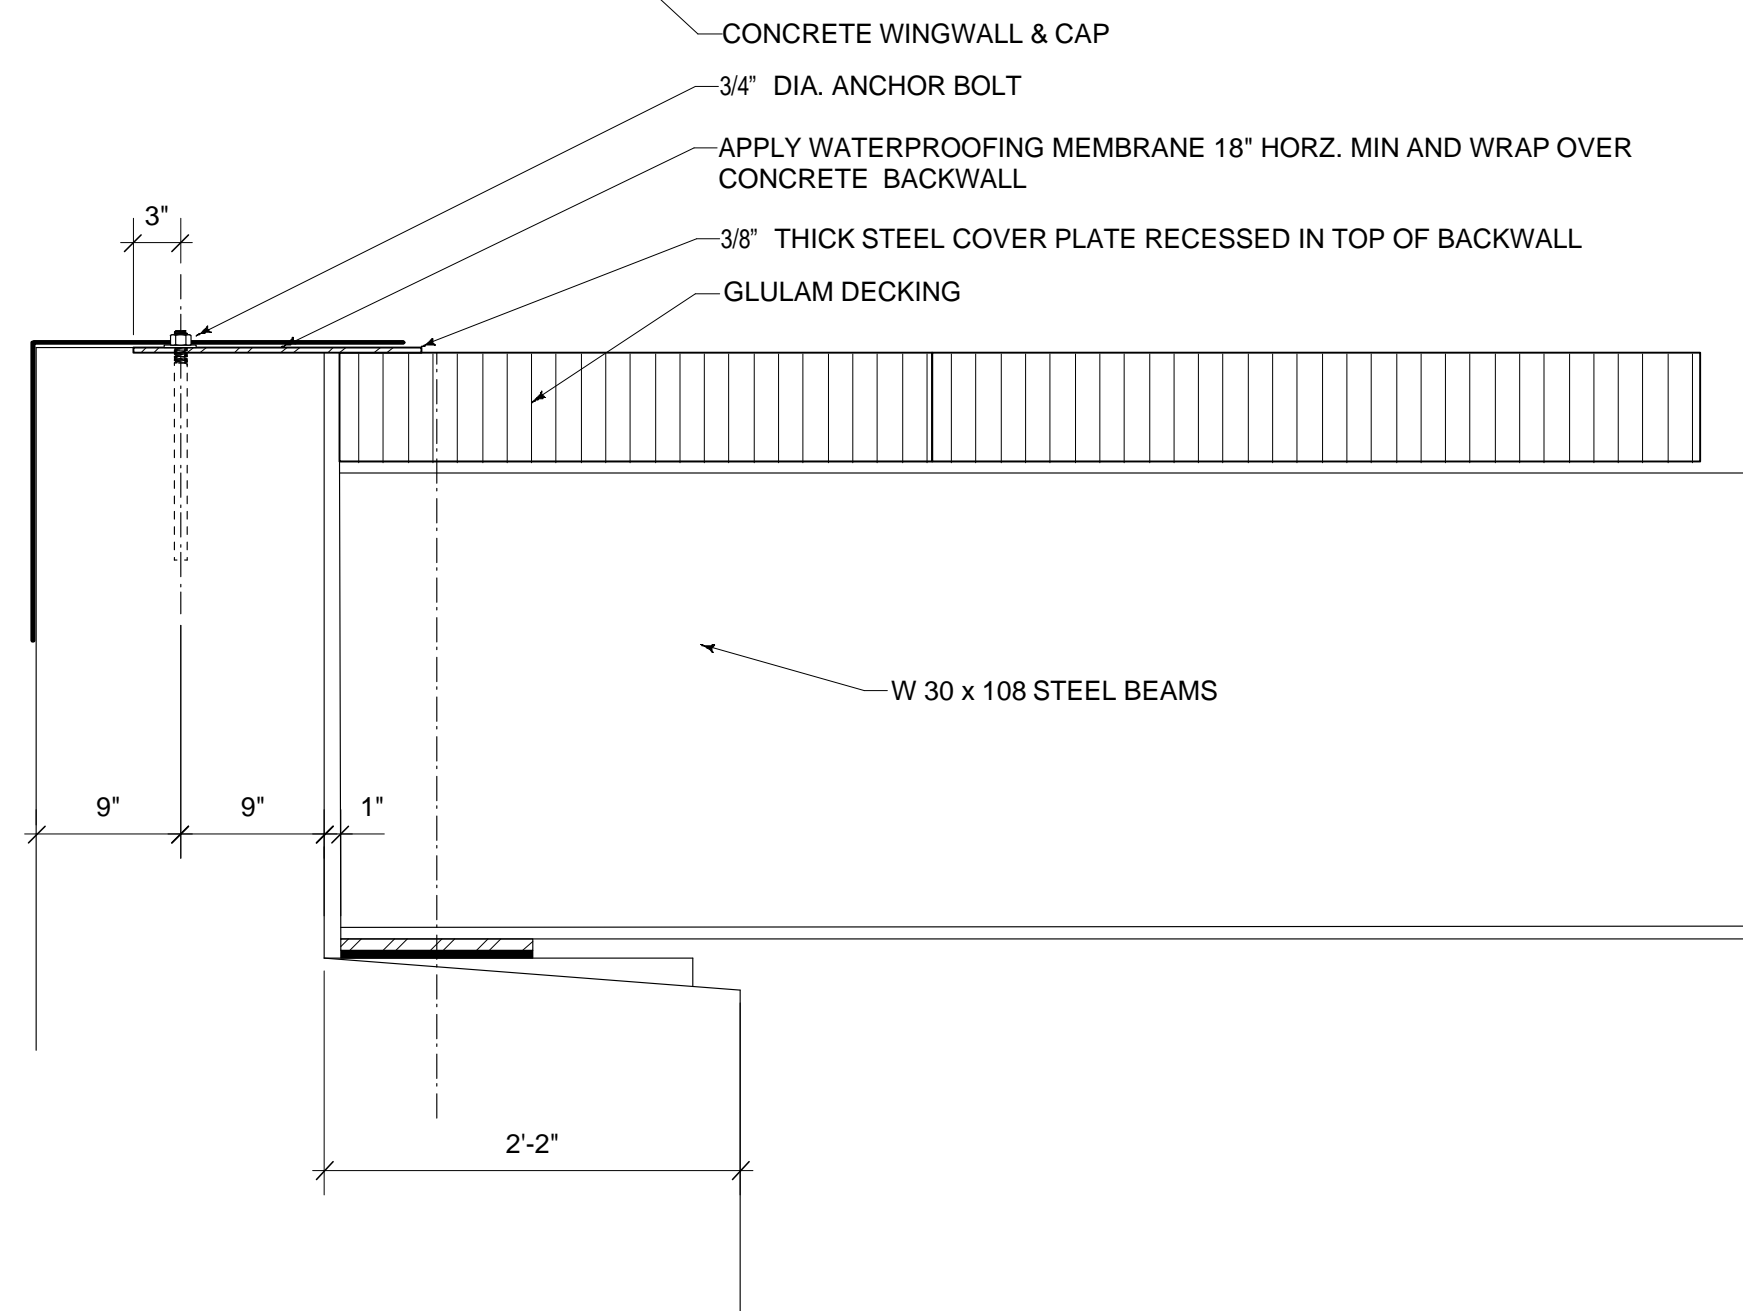 CONCRETE WINGWALL & CAP
3/4” DIA. ANCHOR BOLT
APPLY WATERPROOFING MEMBRANE 18" HORZ. MIN AND WRAP OVER
CONCRETE BACKWALL
3"
3/8” THICK STEEL COVER PLATE RECESSED IN TOP OF BACKWALL
GLULAM DECKING
W 30 x 108 STEEL BEAMS
9" 9" 1"
2'-2"